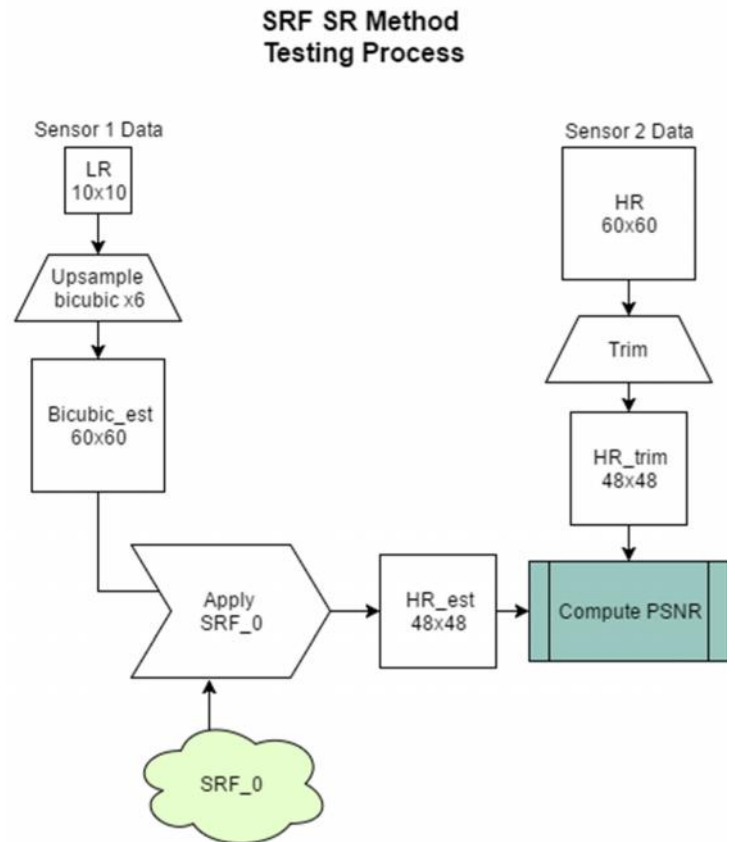 SRF SR Method
Testing Process
Sensor 1 Data
LR
10x10
Upsample
bicubic x6
Bicubic_est
60x60
Sensor 2 Data
HR
60x60
Trim
HR_trim
48x48
Apply
SRF_0
HR_est
48x48
Compute PSNR
SRF_0